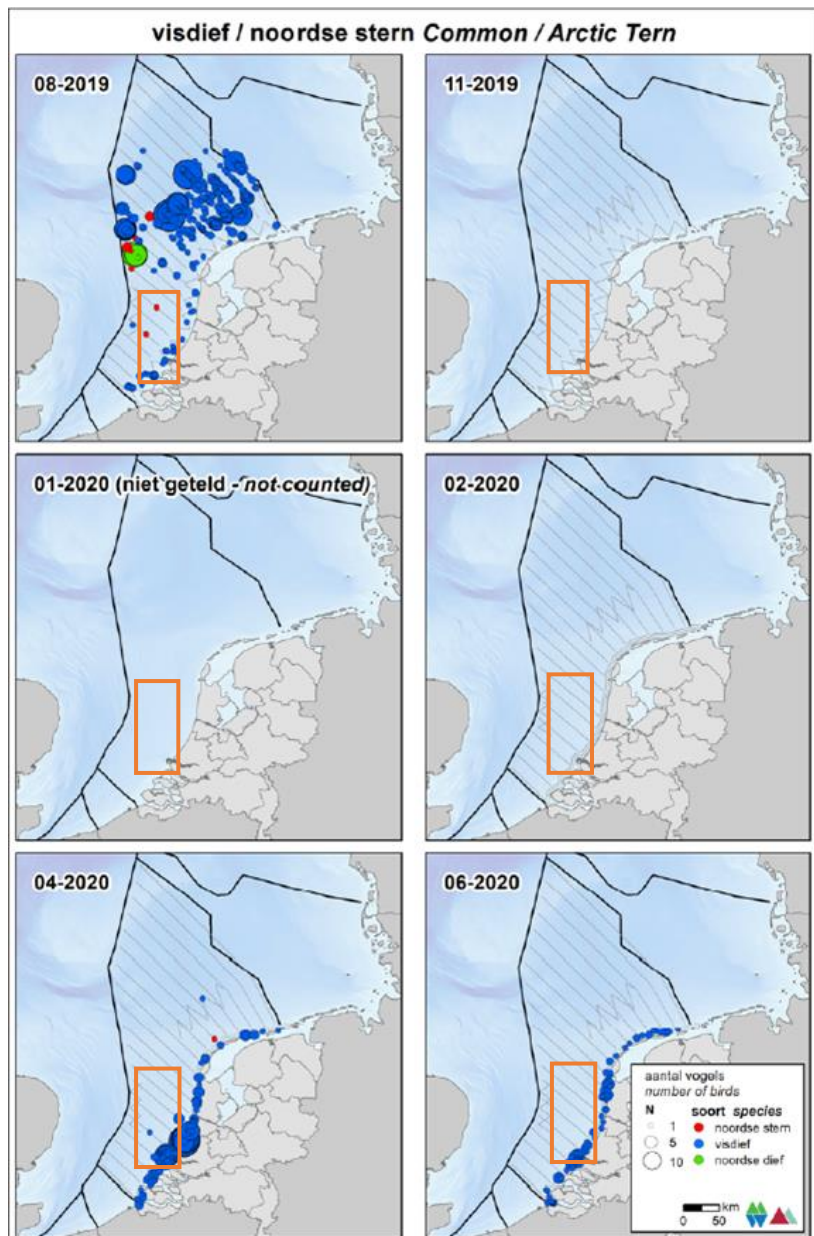 visdief / noordse stern Common / Arctic Tern
08-2019
11-2019
01-2020 (niet geteld - not counted)
02-2020
04-2020
06-2020
aantal vogels
number of birds
N soort species
1 noordse stern
5 visdief
10 noordse dief
km
0 50